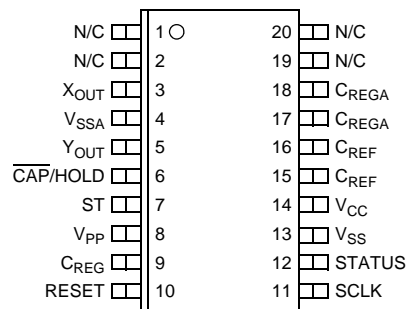 N/C 1 20 N/C
N/C 2 19 N/C
XOUT 3 18 CREGA
VSSA 4 17 CREGA
YOUT 5 16 CREF
CAP/HOLD 6 15 CREF
ST 7 14 VCC
VPP 8 13 VSS
CREG 9 12 STATUS
RESET 10 11 SCLK